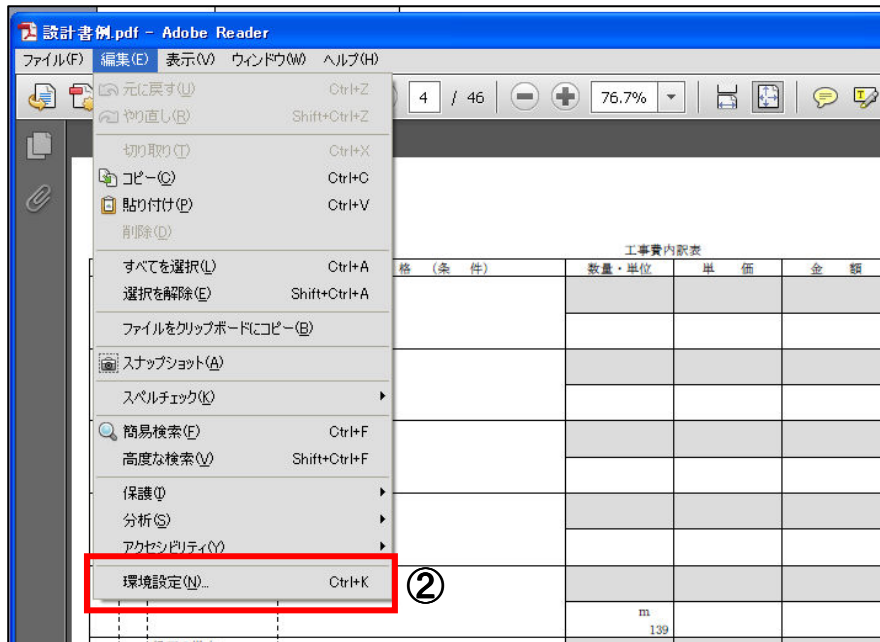 設計書例.pdf - Adobe Reader
ファイル(F) 編集(E) 表示(V) ウィンドウ(W) ヘルプ(H)
元に戻す(U) Ctrl+Z
やり直し(R) Shift+Ctrl+Z
4 / 46 76.7%
切り取り(T) Ctrl+X
コピー(C) Ctrl+C
貼り付け(P) Ctrl+V
削除(D)
工事費内訳表
すべてを選択(L) Ctrl+A
格 (条 件) 数量・単位 単 価 金 額
選択を解除(E) Shift+Ctrl+A
ファイルをクリップボードにコピー(B)
スナップショット(A)
スペルチェック(K)
簡易検索(F) Ctrl+F
高度な検索(V) Shift+Ctrl+F
保護(I)
分析(S)
アクセシビリティ(Y)
環境設定(N)... Ctrl+K
②
m
139